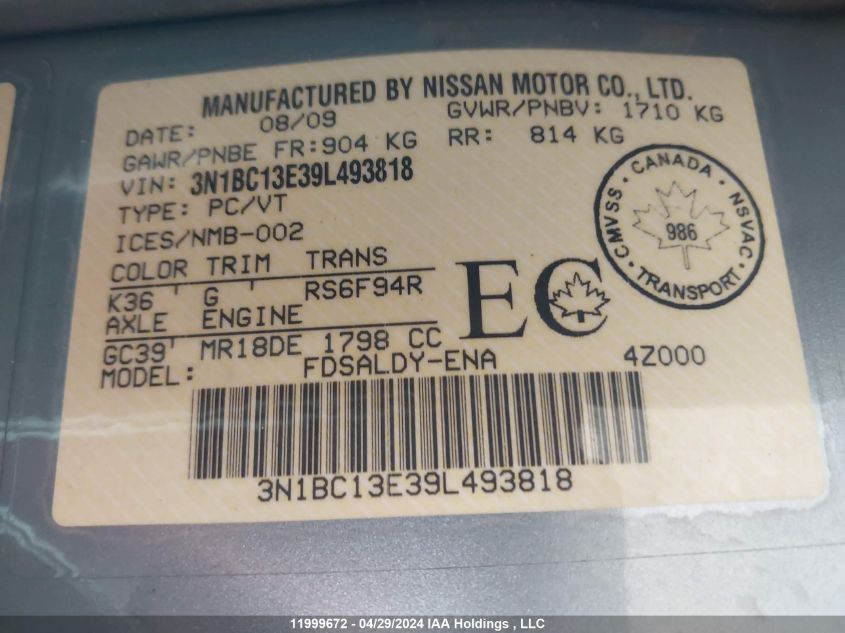 MANUFACTURED BY NISSAN MOTOR CO., LTD.
DATE: 08/09 GVWR/PNBV: 1710 KG
GAWR/PNBE FR:904 KG RR: 814 KG
VIN: 3N1BC13E39L493818
TYPE: PC/VT
ICES/NMB-002
COLOR TRIM TRANS
K36 ' G ' RS6F94R
AXLE ENGINE
GC39' MR18DE 1798 CC
MODEL: FDSALDY-ENA 4Z000
EC
CANADA · NSVAC · TRANSPORT · CMVSS ·
986
3N1BC13E39L493818
11999672 - 04/29/2024 IAA Holdings , LLC